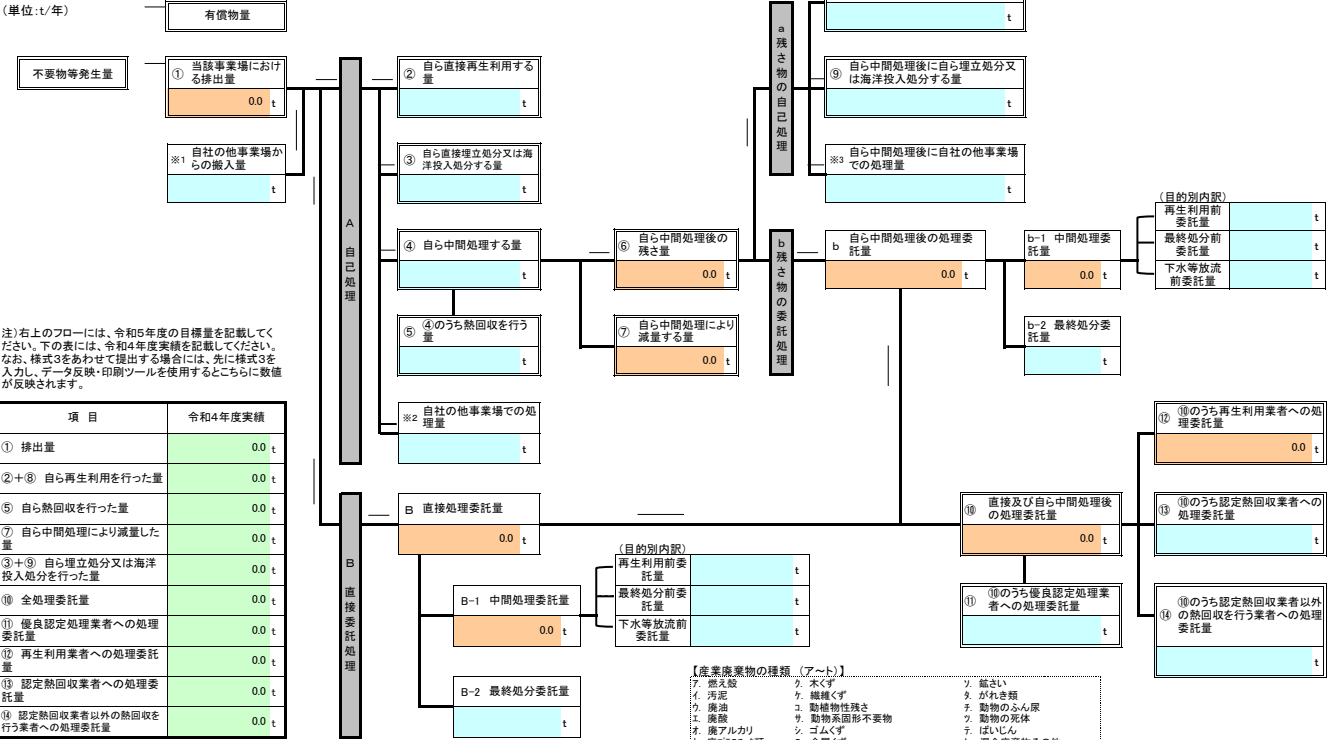 (単位:t/年)
有償物量
不要物等発生量
① 当該事業場におけ
る排出量
0.0 t
※1 自社の他事業場か
らの搬入量
t
A 自己処理
② 自ら直接再生利用する
量
t
③ 自ら直接埋立処分又は海
洋投入処分する量
t
④ 自ら中間処理する量
t
⑤ ④のうち熱回収を行う
量
t
※2 自社の他事業場での処
理量
t
⑥ 自ら中間処理後の
残さ量
0.0 t
⑦ 自ら中間処理により
減量する量
0.0 t
a 残さ物の自己処理
t
⑨ 自ら中間処理後に自ら埋立処分又
は海洋投入処分する量
t
※3 自ら中間処理後に自社の他事業場
での処理量
t
b 残さ物の委託処理
b 自ら中間処理後の処理委
託量
0.0 t
b-1 中間処理委
託量
0.0 t
b-2 最終処分委
託量
t
(目的別内訳)
再生利用前
委託量
t
最終処分前
委託量
t
下水等放流
前委託量
t
注)右上のフローには、令和5年度の目標量を記載してく
ださい。下の表には、令和4年度実績を記載してください。
なお、様式3をあわせて提出する場合には、先に様式3を
入力し、データ反映・印刷ツールを使用するとこちらに数値
が反映されます。
項 目 令和4年度実績
① 排出量 0.0 t
②+⑧ 自ら再生利用を行った量 0.0 t
⑤ 自ら熱回収を行った量 0.0 t
⑦ 自ら中間処理により減量した
量 0.0 t
③+⑨ 自ら埋立処分又は海洋
投入処分を行った量 0.0 t
⑩ 全処理委託量 0.0 t
⑪ 優良認定処理業者への処理
委託量 0.0 t
⑫ 再生利用業者への処理委託
量 0.0 t
⑬ 認定熱回収業者への処理委
託量 0.0 t
⑭ 認定熱回収業者以外の熱回収を
行う業者への処理委託量 0.0 t
B 直接委託処理
B 直接処理委託量
0.0 t
B-1 中間処理委託量
0.0 t
B-2 最終処分委託量
t
(目的別内訳)
再生利用前委
託量
t
最終処分前委
託量
t
下水等放流前
委託量
t
⑩ 直接及び自ら中間処理後
の処理委託量
0.0 t
⑪ ⑩のうち優良認定処理業
者への処理委託量
t
⑫ ⑩のうち再生利用業者への処
理委託量
0.0 t
⑬ ⑩のうち認定熱回収業者への
処理委託量
t
⑭ ⑩のうち認定熱回収業者以外
の熱回収を行う業者への処理
委託量
t
【産業廃棄物の種類 (ア～ト)】
ア. 燃え殻 ク. 木くず ソ. 鉱さい
イ. 汚泥 ケ. 繊維くず タ. がれき類
ウ. 廃油 コ. 動植物性残さ チ. 動物のふん尿
エ. 廃酸 サ. 動物系固形不要物 ツ. 動物の死体
オ. 廃アルカリ シ. ゴムくず テ. ばいじん